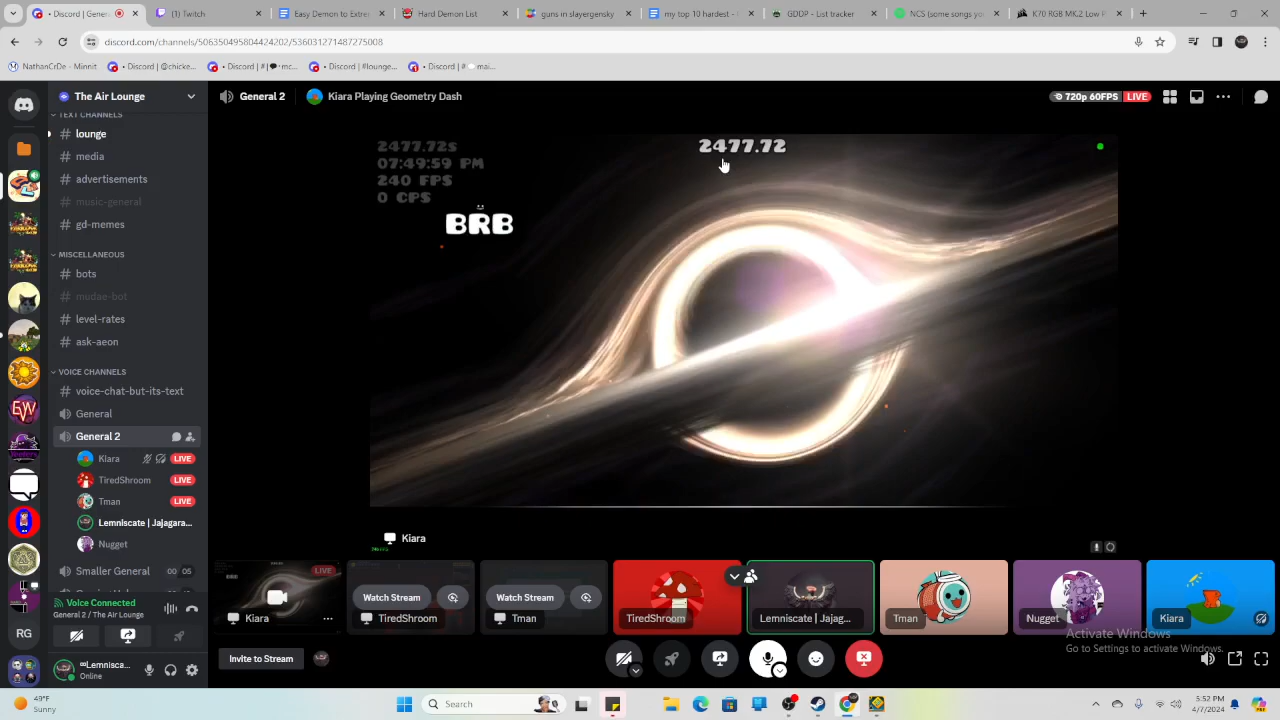 Discord |
(1) Twitch
Easy Demon to Extre
Hard Demon List
guns in slayergensky
my top 10 hardest -
GDDP - List tracker
NCS (some songs yo
K70 RGB MK.2 Low P
discord.com/channels/506350495804424202/536031271487275008
NathanCrDe - Minnit
• Discord | @chicke...
• Discord | #lounge...
The Air Lounge
General 2
Kiara Playing Geometry Dash
720p 60FPS LIVE
TEXT CHANNELS
lounge
media
advertisements
music-general
gd-memes
MISCELLANEOUS
bots
mudae-bot
level-rates
ask-aeon
VOICE CHANNELS
voice-chat-but-its-text
General
General 2
Kiara LIVE
TiredShroom LIVE
Tman LIVE
Lemniscate | Jajagara...
Nugget
Smaller General 00 05
Voice Connected
General 2 / The Air Lounge
RG
∞Lemnisca...
Online
2477.72s
07:49:59 PM
240 FPS
0 CPS
BRB
2477.72
Kiara
LIVE
Kiara
Watch Stream
TiredShroom
Watch Stream
Tman
TiredShroom
Lemniscate | Jajag...
Tman
Nugget
Kiara
Invite to Stream
Activate Windows
Go to Settings to activate Windows.
49°F
Sunny
Search
5:52 PM
4/7/2024